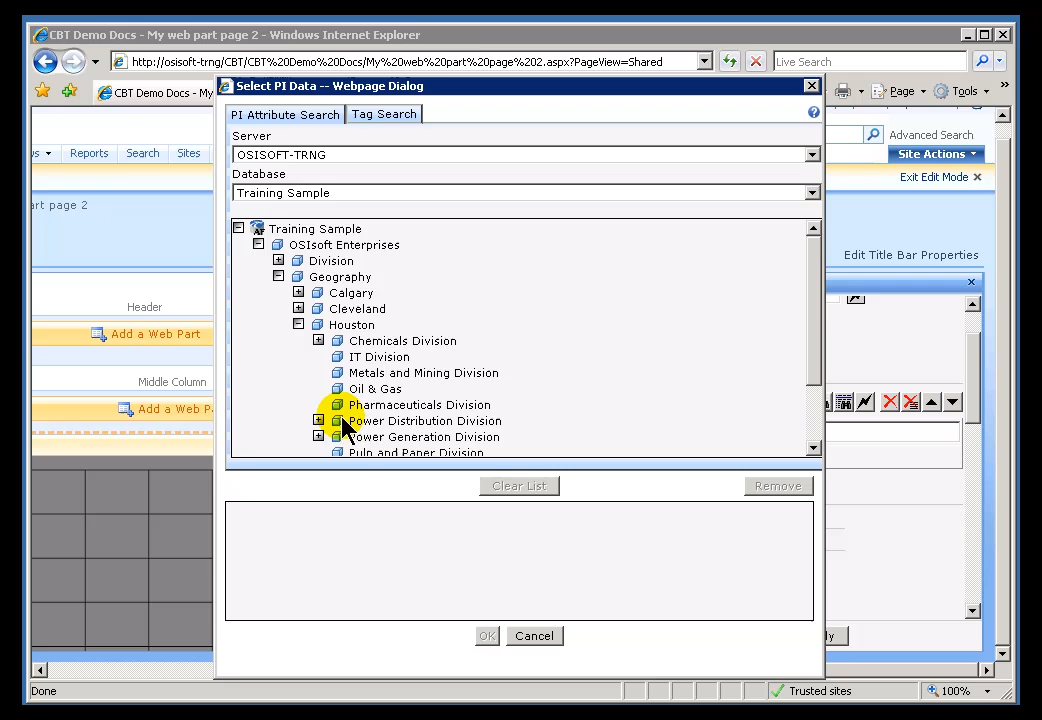 CBT Demo Docs - My web part page 2 - Windows Internet Explorer
http://osisoft-trng/CBT/CBT%20Demo%20Docs/My%20web%20part%20page%202.aspx?PageView=Shared
Live Search
CBT Demo Docs - My
Page
Tools
Select PI Data -- Webpage Dialog
PI Attribute Search
Tag Search
Server
OSISOFT-TRNG
Database
Training Sample
Training Sample
OSIsoft Enterprises
Division
Geography
Calgary
Cleveland
Houston
Chemicals Division
IT Division
Metals and Mining Division
Oil & Gas
Pharmaceuticals Division
Power Distribution Division
Power Generation Division
Pulp and Paper Division
Clear List
Remove
OK
Cancel
Advanced Search
Reports
Search
Sites
Site Actions
Exit Edit Mode
art page 2
Edit Title Bar Properties
Header
Add a Web Part
Middle Column
Add a Web P
Done
Trusted sites
100%